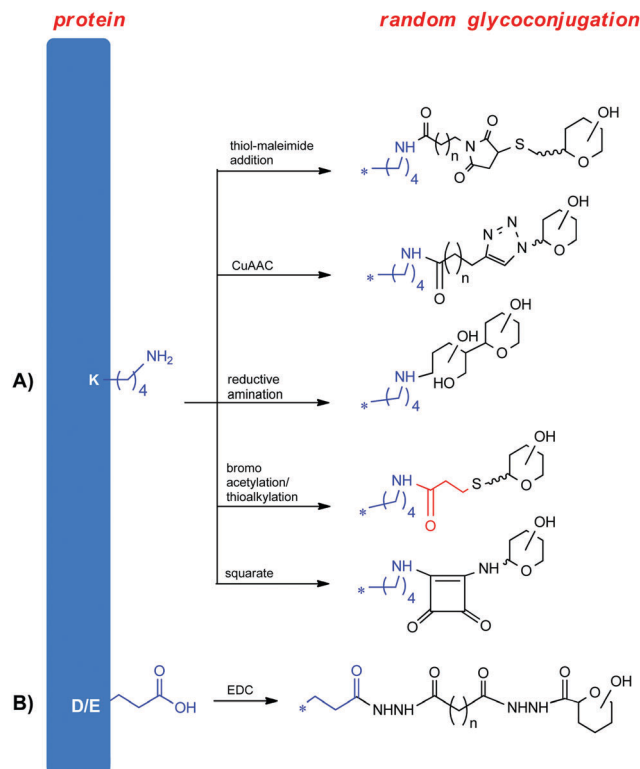 protein
random glycoconjugation
thiol-maleimide
addition
O
NH
*
( )4
( )n
N
O
O
S
O
OH
CuAAC
NH
*
( )4
O
( )n
N
N
N
O
OH
A)
K
NH2
( )4
reductive
amination
NH
*
( )4
OH
HO
O
OH
bromo
acetylation/
thioalkylation
NH
*
( )4
O
S
O
OH
squarate
NH
*
( )4
O
O
NH
O
OH
B)
D/E
O
OH
EDC
*
O
NHNH
O
( )n
O
NHNH
O
O
OH